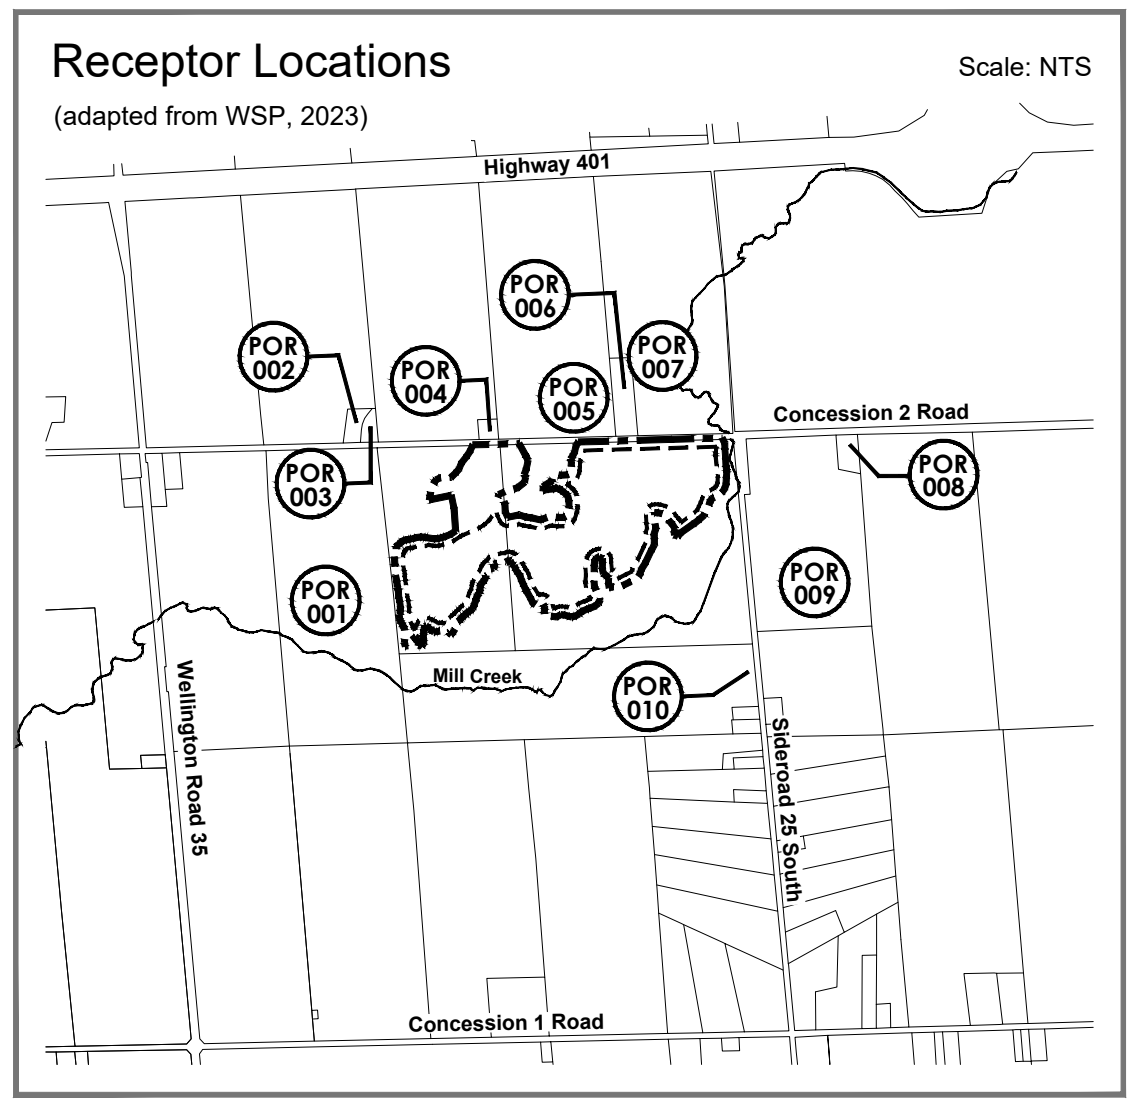 Receptor Locations
Scale: NTS
(adapted from WSP, 2023)
Highway 401
POR
006
POR
007
POR
002
POR
004
POR
005
Concession 2 Road
POR
003
POR
008
POR
001
POR
009
Mill Creek
POR
010
Wellington Road 35
Sideroad 25 South
Concession 1 Road